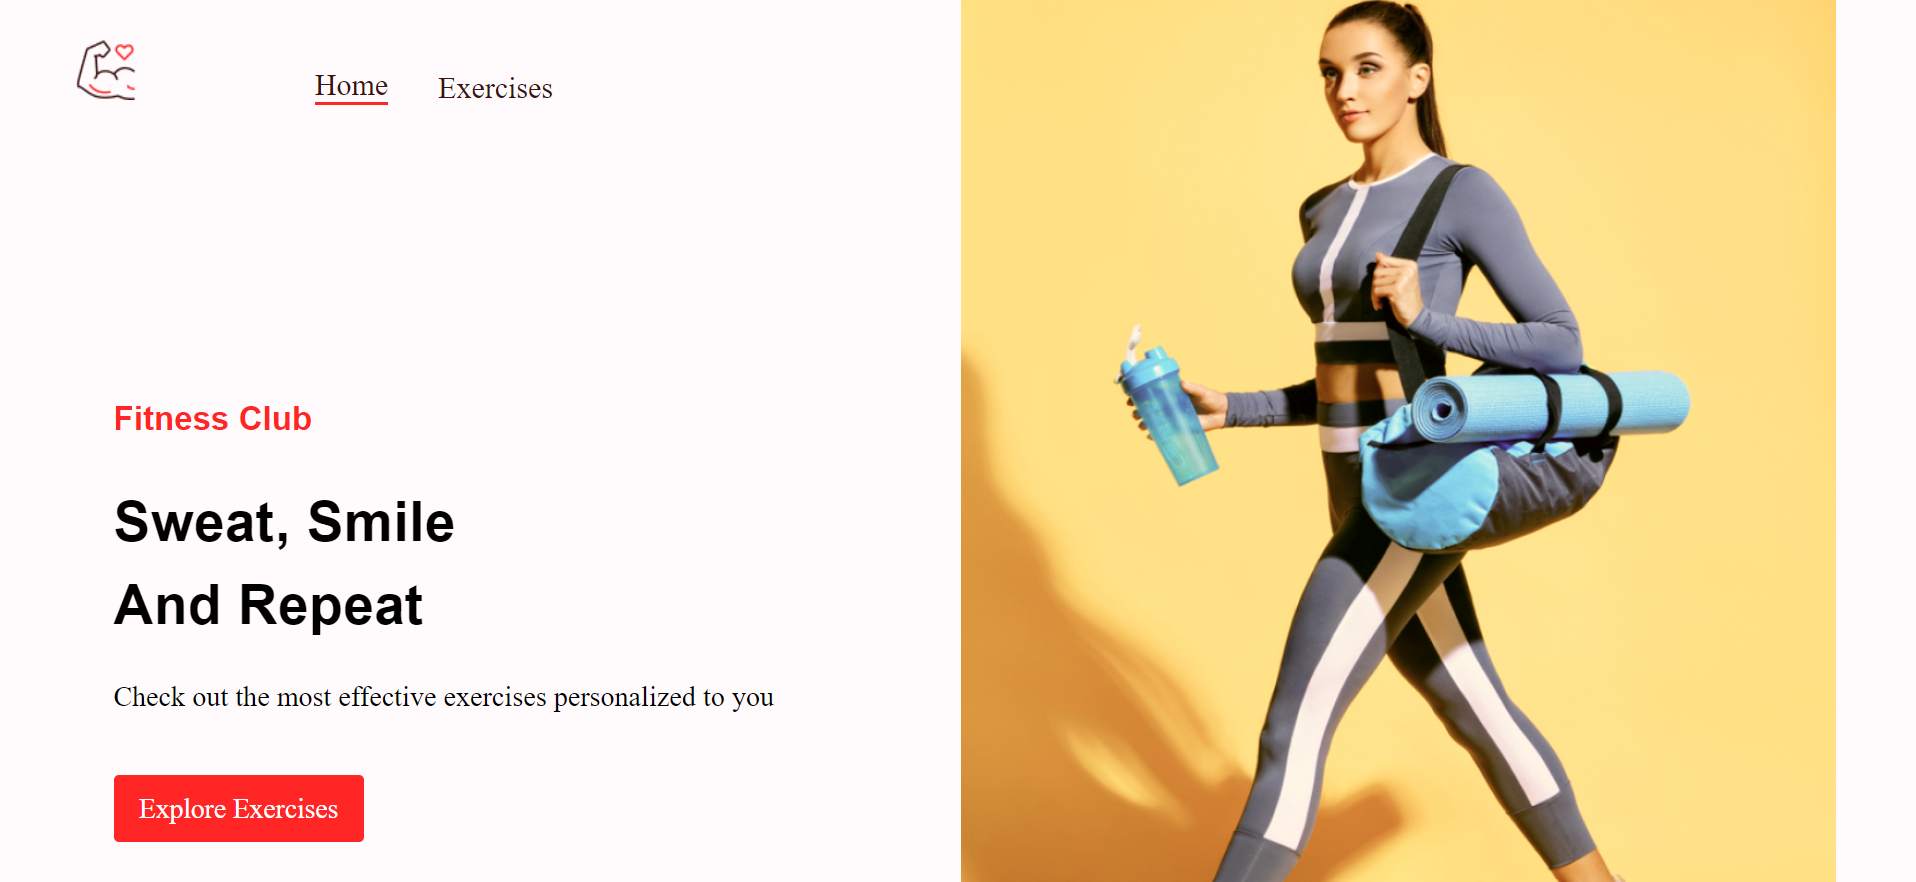 Home
Exercises
Fitness Club
Sweat, Smile
And Repeat
Check out the most effective exercises personalized to you
Explore Exercises